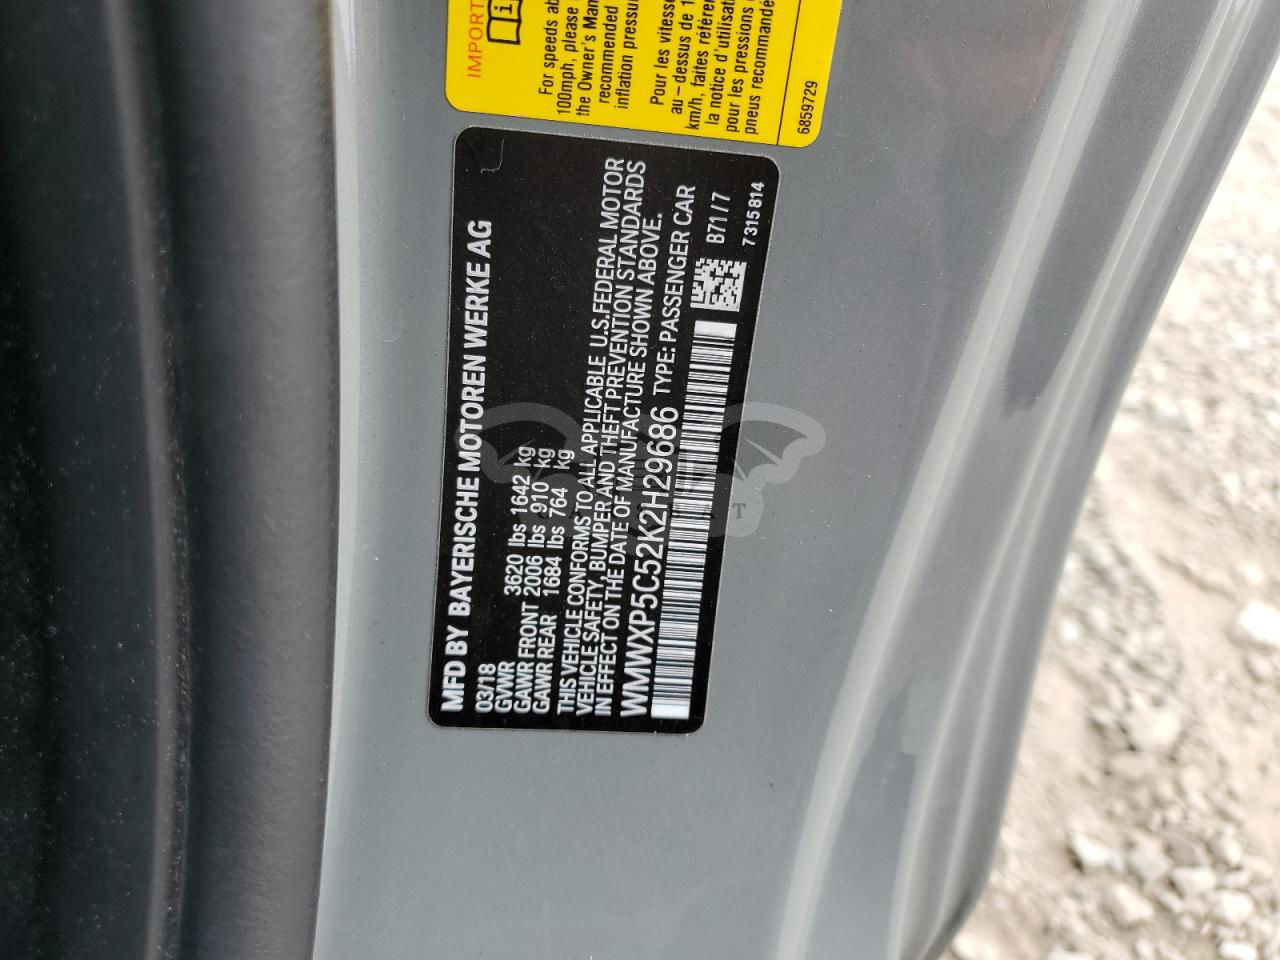 IMPORT
For speeds ab
100mph, please
the Owner's Man
recommended
inflation pressu
Pour les vitesse
au-dessus de 1
km/h, faites référe
la notice d'utilisat
pour les pressions
pneus recommandé
6859729
MFD BY BAYERISCHE MOTOREN WERKE AG
03/18
GVWR 3620 lbs 1642 kg
GAWR FRONT 2006 lbs 910 kg
GAWR REAR 1684 lbs 764 kg
THIS VEHICLE CONFORMS TO ALL APPLICABLE U.S.FEDERAL MOTOR
VEHICLE SAFETY, BUMPER AND THEFT PREVENTION STANDARDS
IN EFFECT ON THE DATE OF MANUFACTURE SHOWN ABOVE.
WMWXP5C52K2H29686 TYPE: PASSENGER CAR
B71/7
7315814